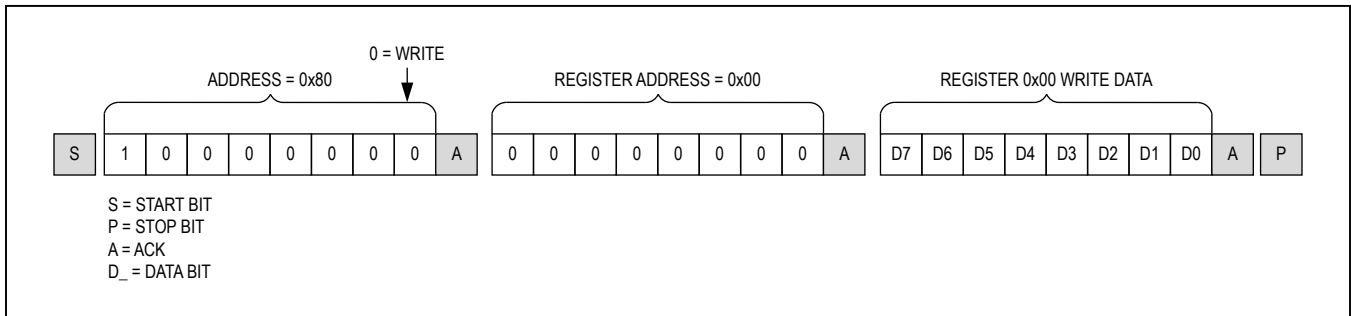 0 = WRITE
ADDRESS = 0x80 REGISTER ADDRESS = 0x00 REGISTER 0x00 WRITE DATA
S 1 0 0 0 0 0 0 0 A 0 0 0 0 0 0 0 0 A D7 D6 D5 D4 D3 D2 D1 D0 A P
S = START BIT
P = STOP BIT
A = ACK
D_ = DATA BIT